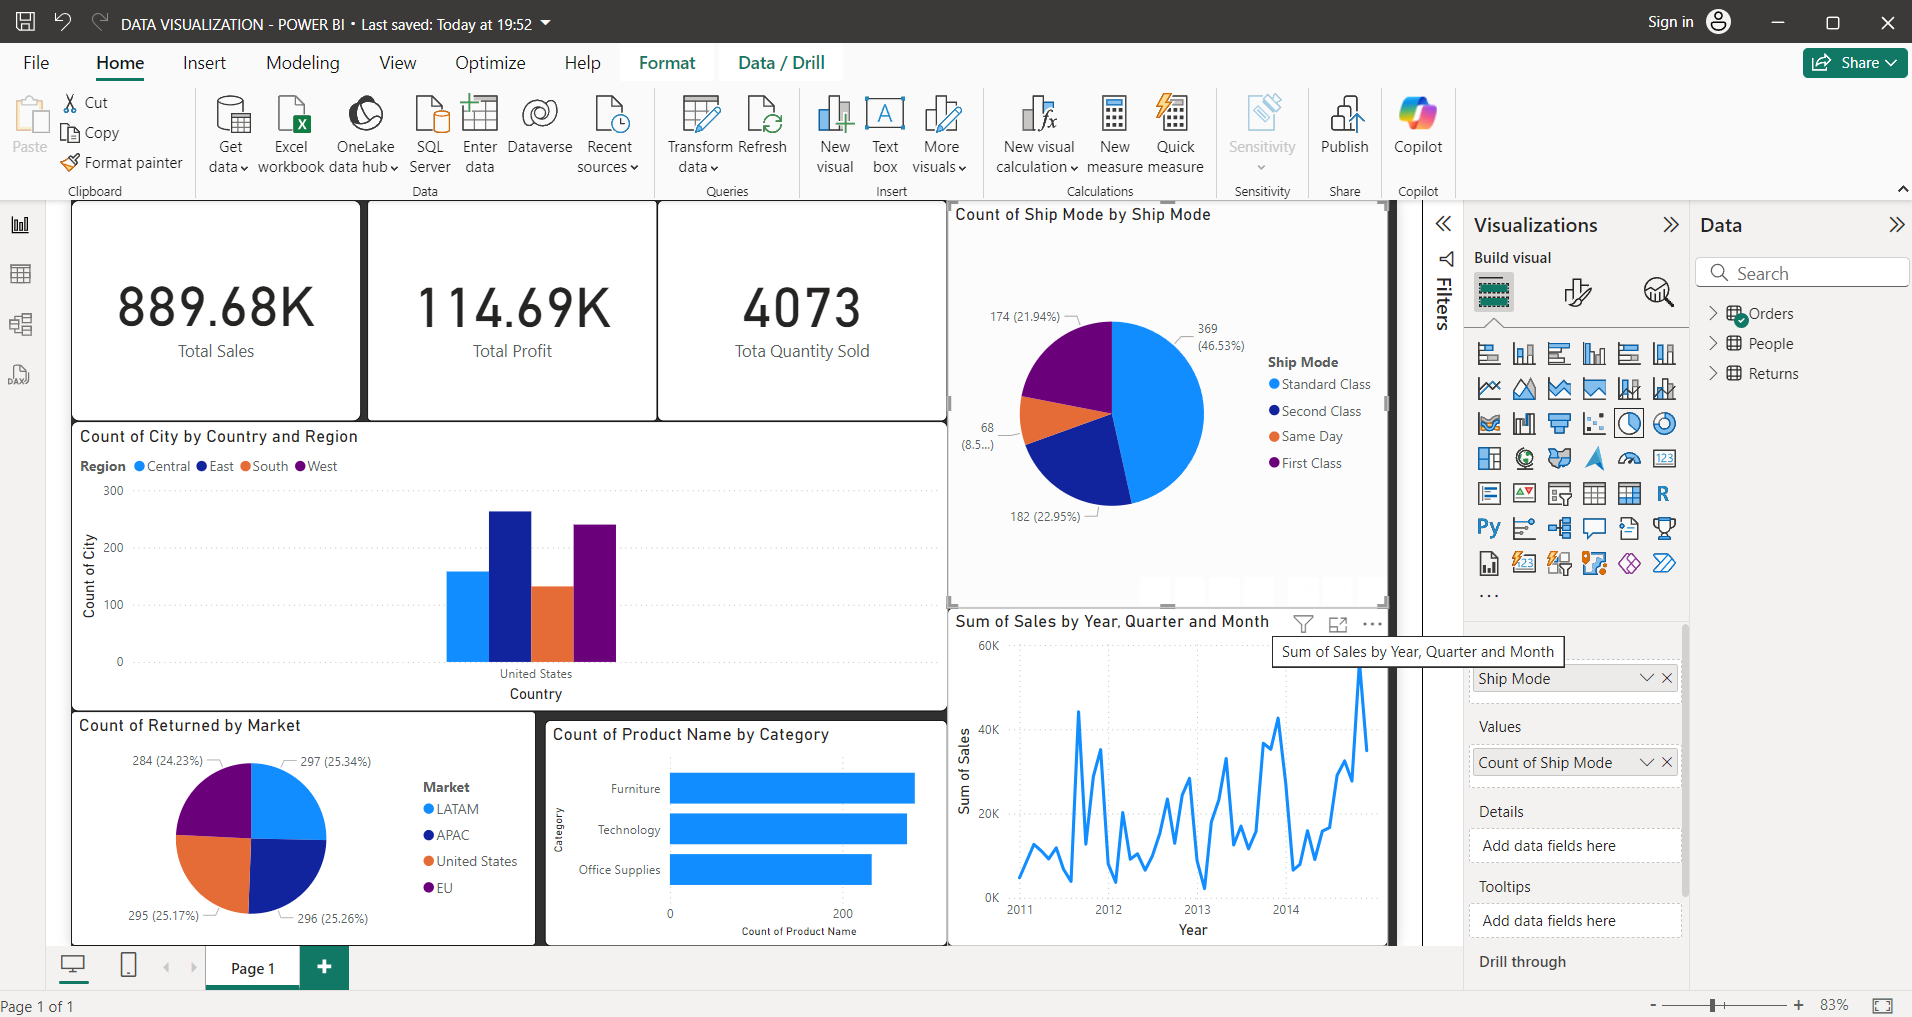 DATA VISUALIZATION - POWER BI • Last saved: Today at 19:52
Sign in
File Home Insert Modeling View Optimize Help Format Data / Drill
Share
Paste
Cut
Copy
Format painter
Clipboard
Get data
Excel workbook
OneLake data hub
SQL Server
Enter data
Dataverse
Recent sources
Data
Transform data
Refresh
Queries
New visual
Text box
More visuals
Insert
New visual calculation
New measure
Quick measure
Calculations
Sensitivity
Sensitivity
Publish
Share
Copilot
Copilot
889.68K
Total Sales
114.69K
Total Profit
4073
Tota Quantity Sold
Count of Ship Mode by Ship Mode
174 (21.94%)
369
(46.53%)
68
(8.5...)
182 (22.95%)
Ship Mode
Standard Class
Second Class
Same Day
First Class
Count of City by Country and Region
Region Central East South West
300
200
100
0
Count of City
United States
Country
Count of Returned by Market
284 (24.23%)
297 (25.34%)
295 (25.17%)
296 (25.26%)
Market
LATAM
APAC
United States
EU
Count of Product Name by Category
Category
Furniture
Technology
Office Supplies
0 200
Count of Product Name
Sum of Sales by Year, Quarter and Month
Sum of Sales by Year, Quarter and Month
60K
40K
20K
0K
Sum of Sales
2011 2012 2013 2014
Year
Filters
Visualizations
Build visual
123
R
Py
123
...
Ship Mode
Values
Count of Ship Mode
Details
Add data fields here
Tooltips
Add data fields here
Drill through
Data
Search
Orders
People
Returns
DAX
Page 1
Page 1 of 1
- + 83%